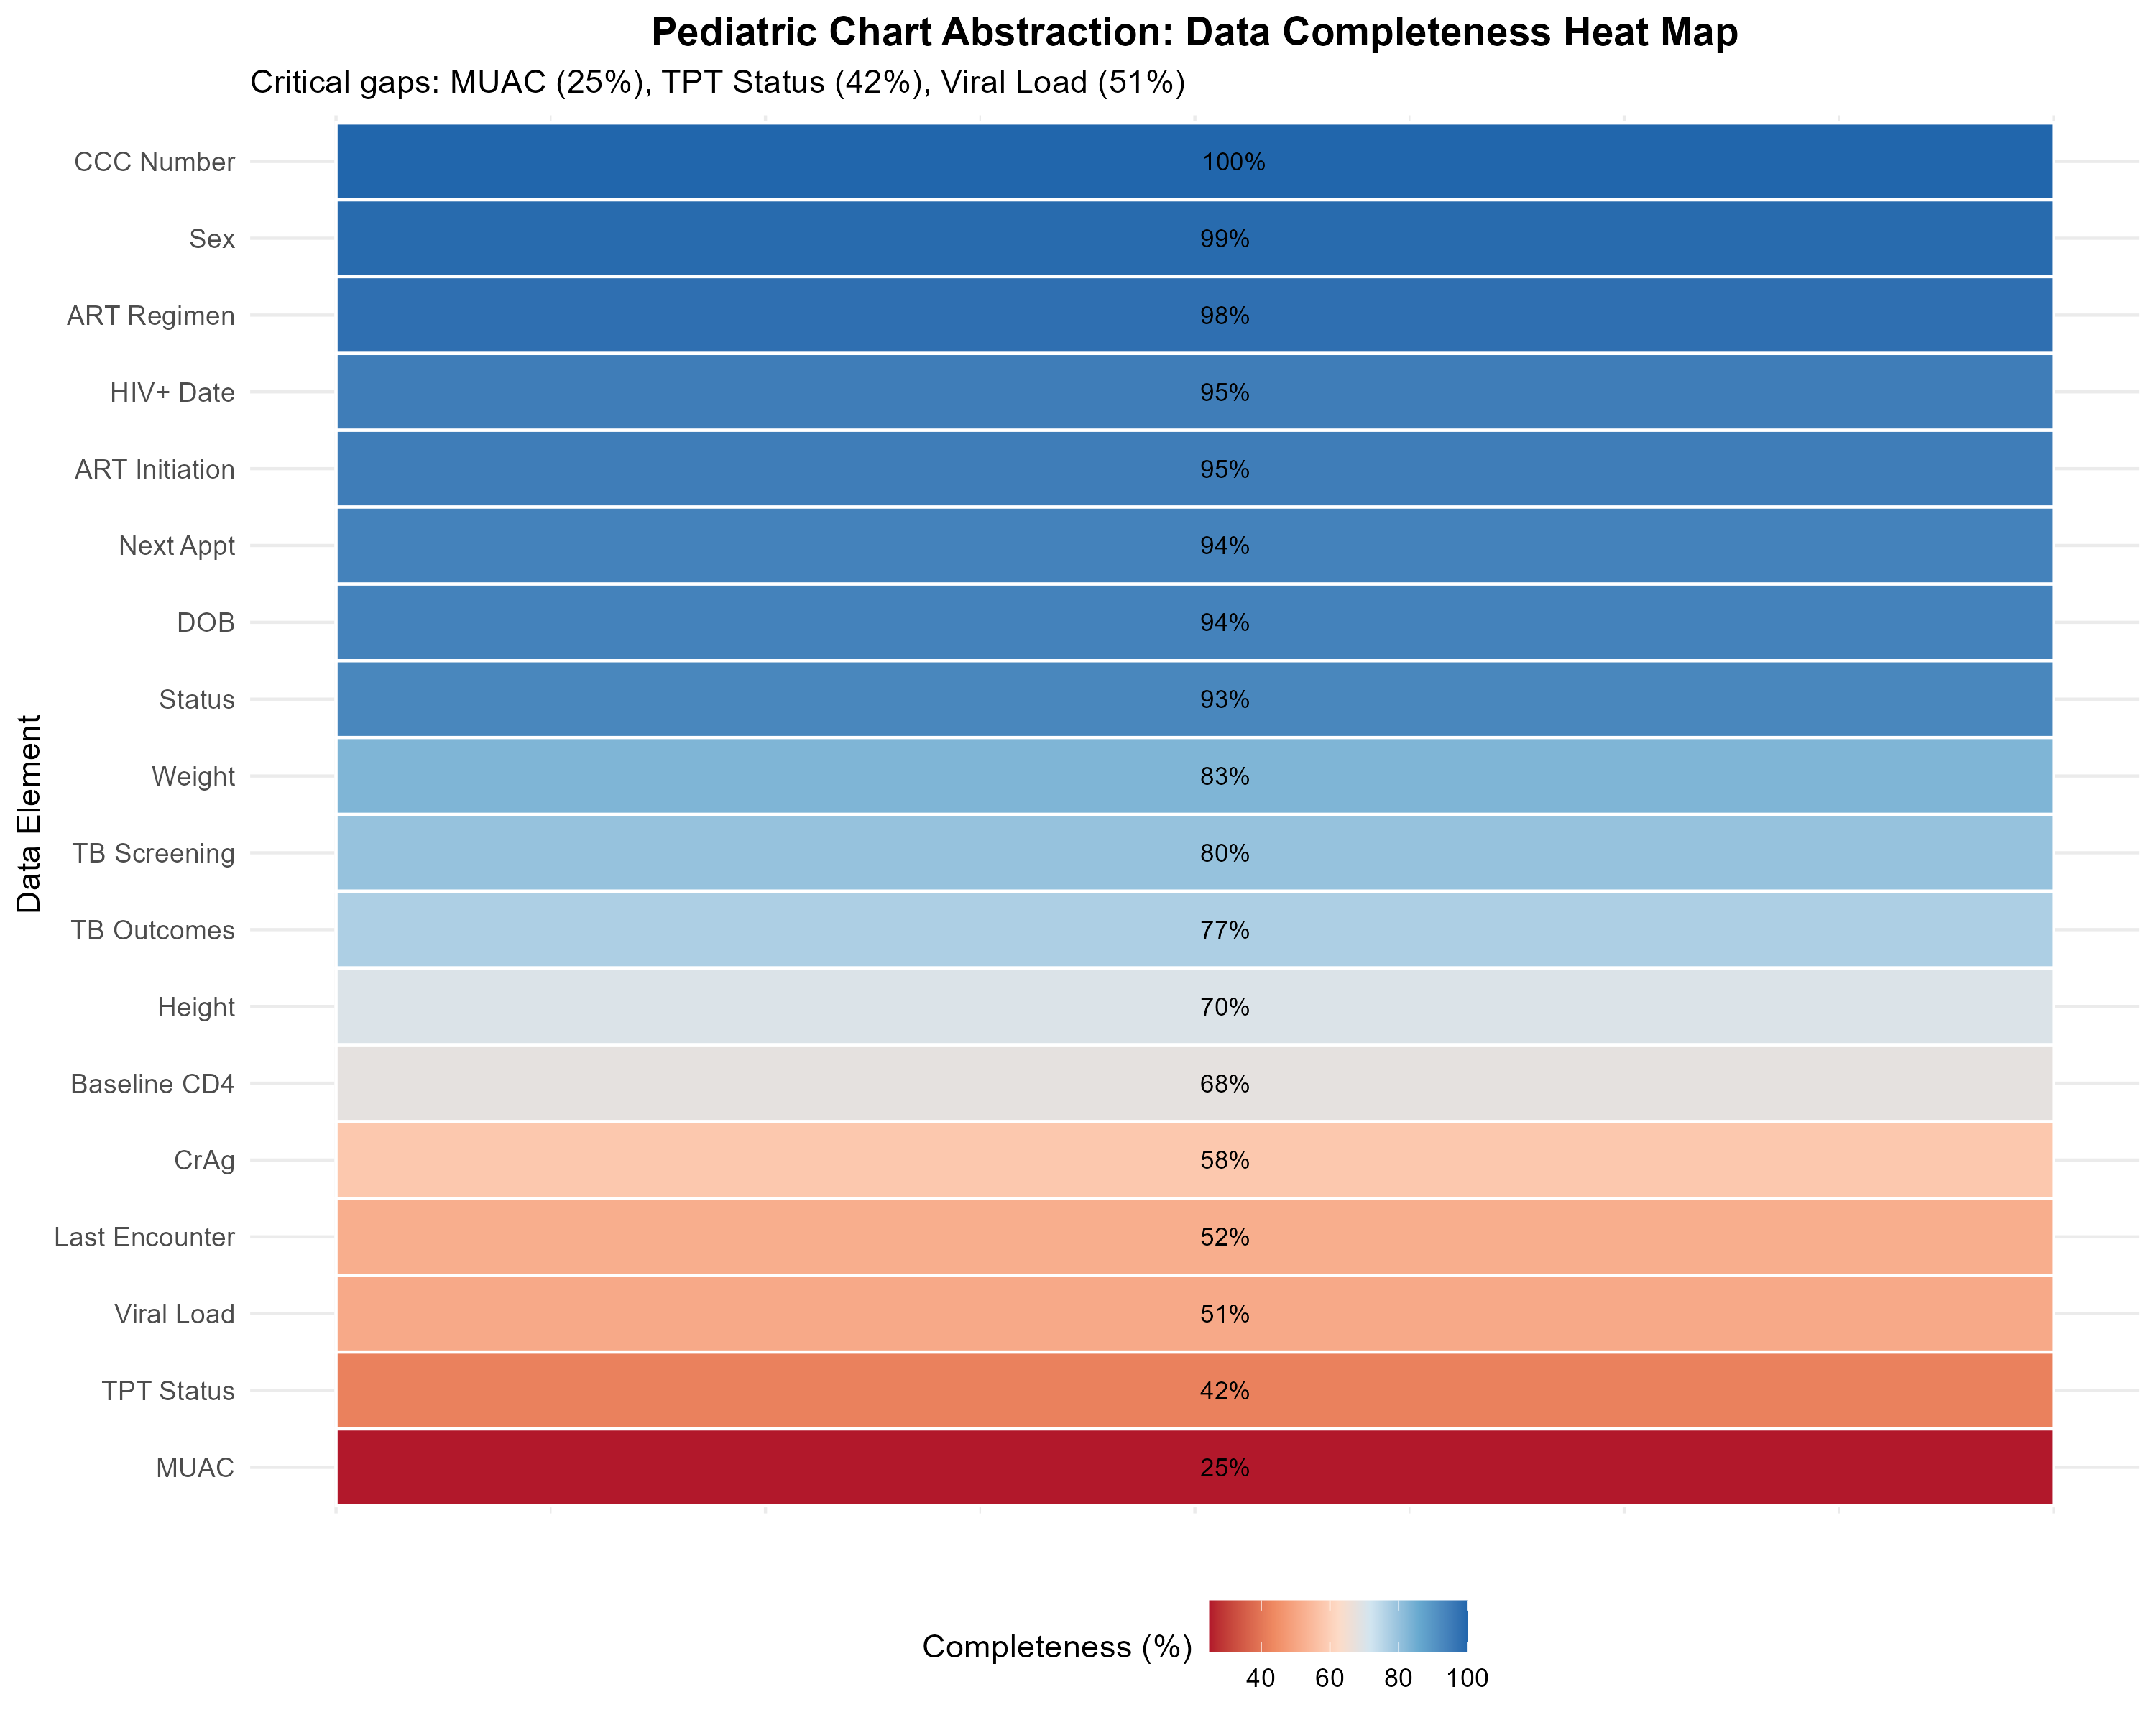 Pediatric Chart Abstraction: Data Completeness Heat Map
Critical gaps: MUAC (25%), TPT Status (42%), Viral Load (51%)
Data Element
CCC Number 100%
Sex 99%
ART Regimen 98%
HIV+ Date 95%
ART Initiation 95%
Next Appt 94%
DOB 94%
Status 93%
Weight 83%
TB Screening 80%
TB Outcomes 77%
Height 70%
Baseline CD4 68%
CrAg 58%
Last Encounter 52%
Viral Load 51%
TPT Status 42%
MUAC 25%
Completeness (%)
40 60 80 100